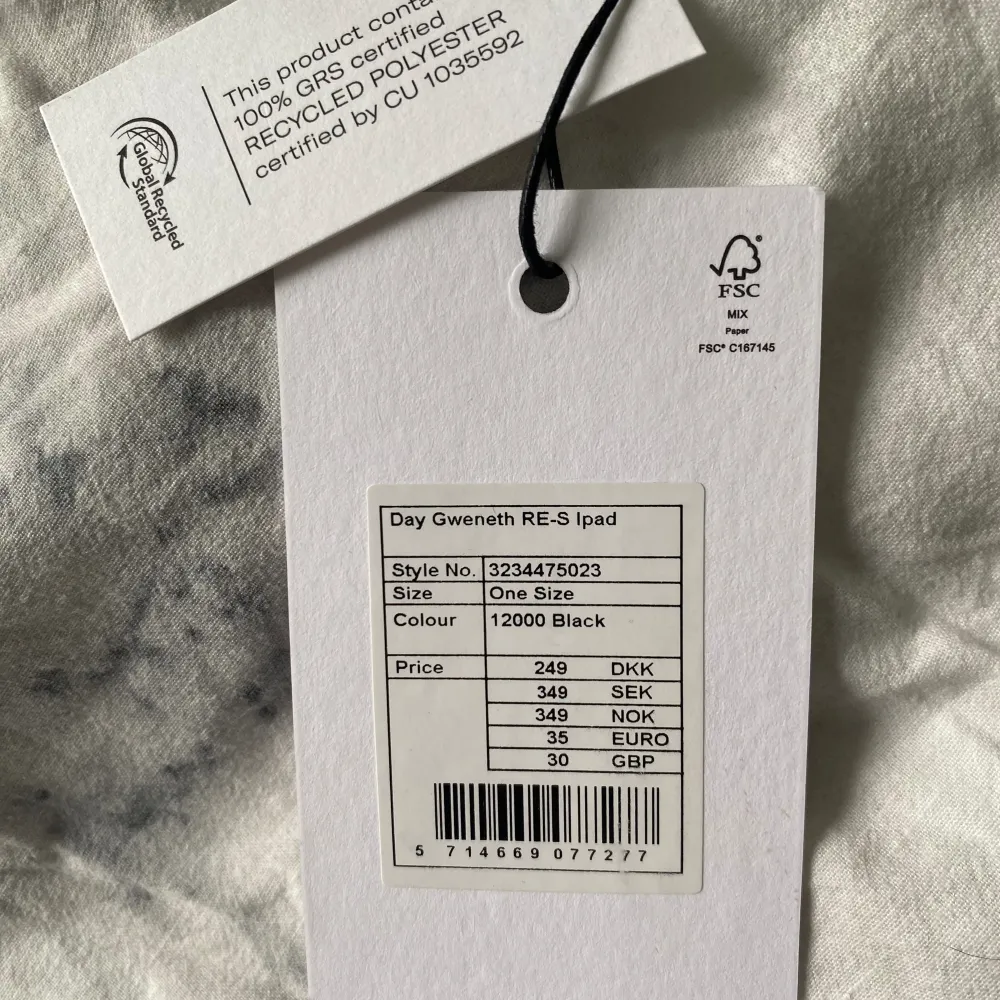 This product conta
100% GRS certified
RECYCLED POLYESTER
certified by CU 1035592
Global Recycled
Standard
®
FSC
MIX
Paper
FSC® C167145
Day Gweneth RE-S Ipad
Style No. 3234475023
Size One Size
Colour 12000 Black
Price 249 DKK
349 SEK
349 NOK
35 EURO
30 GBP
5 714669 077277